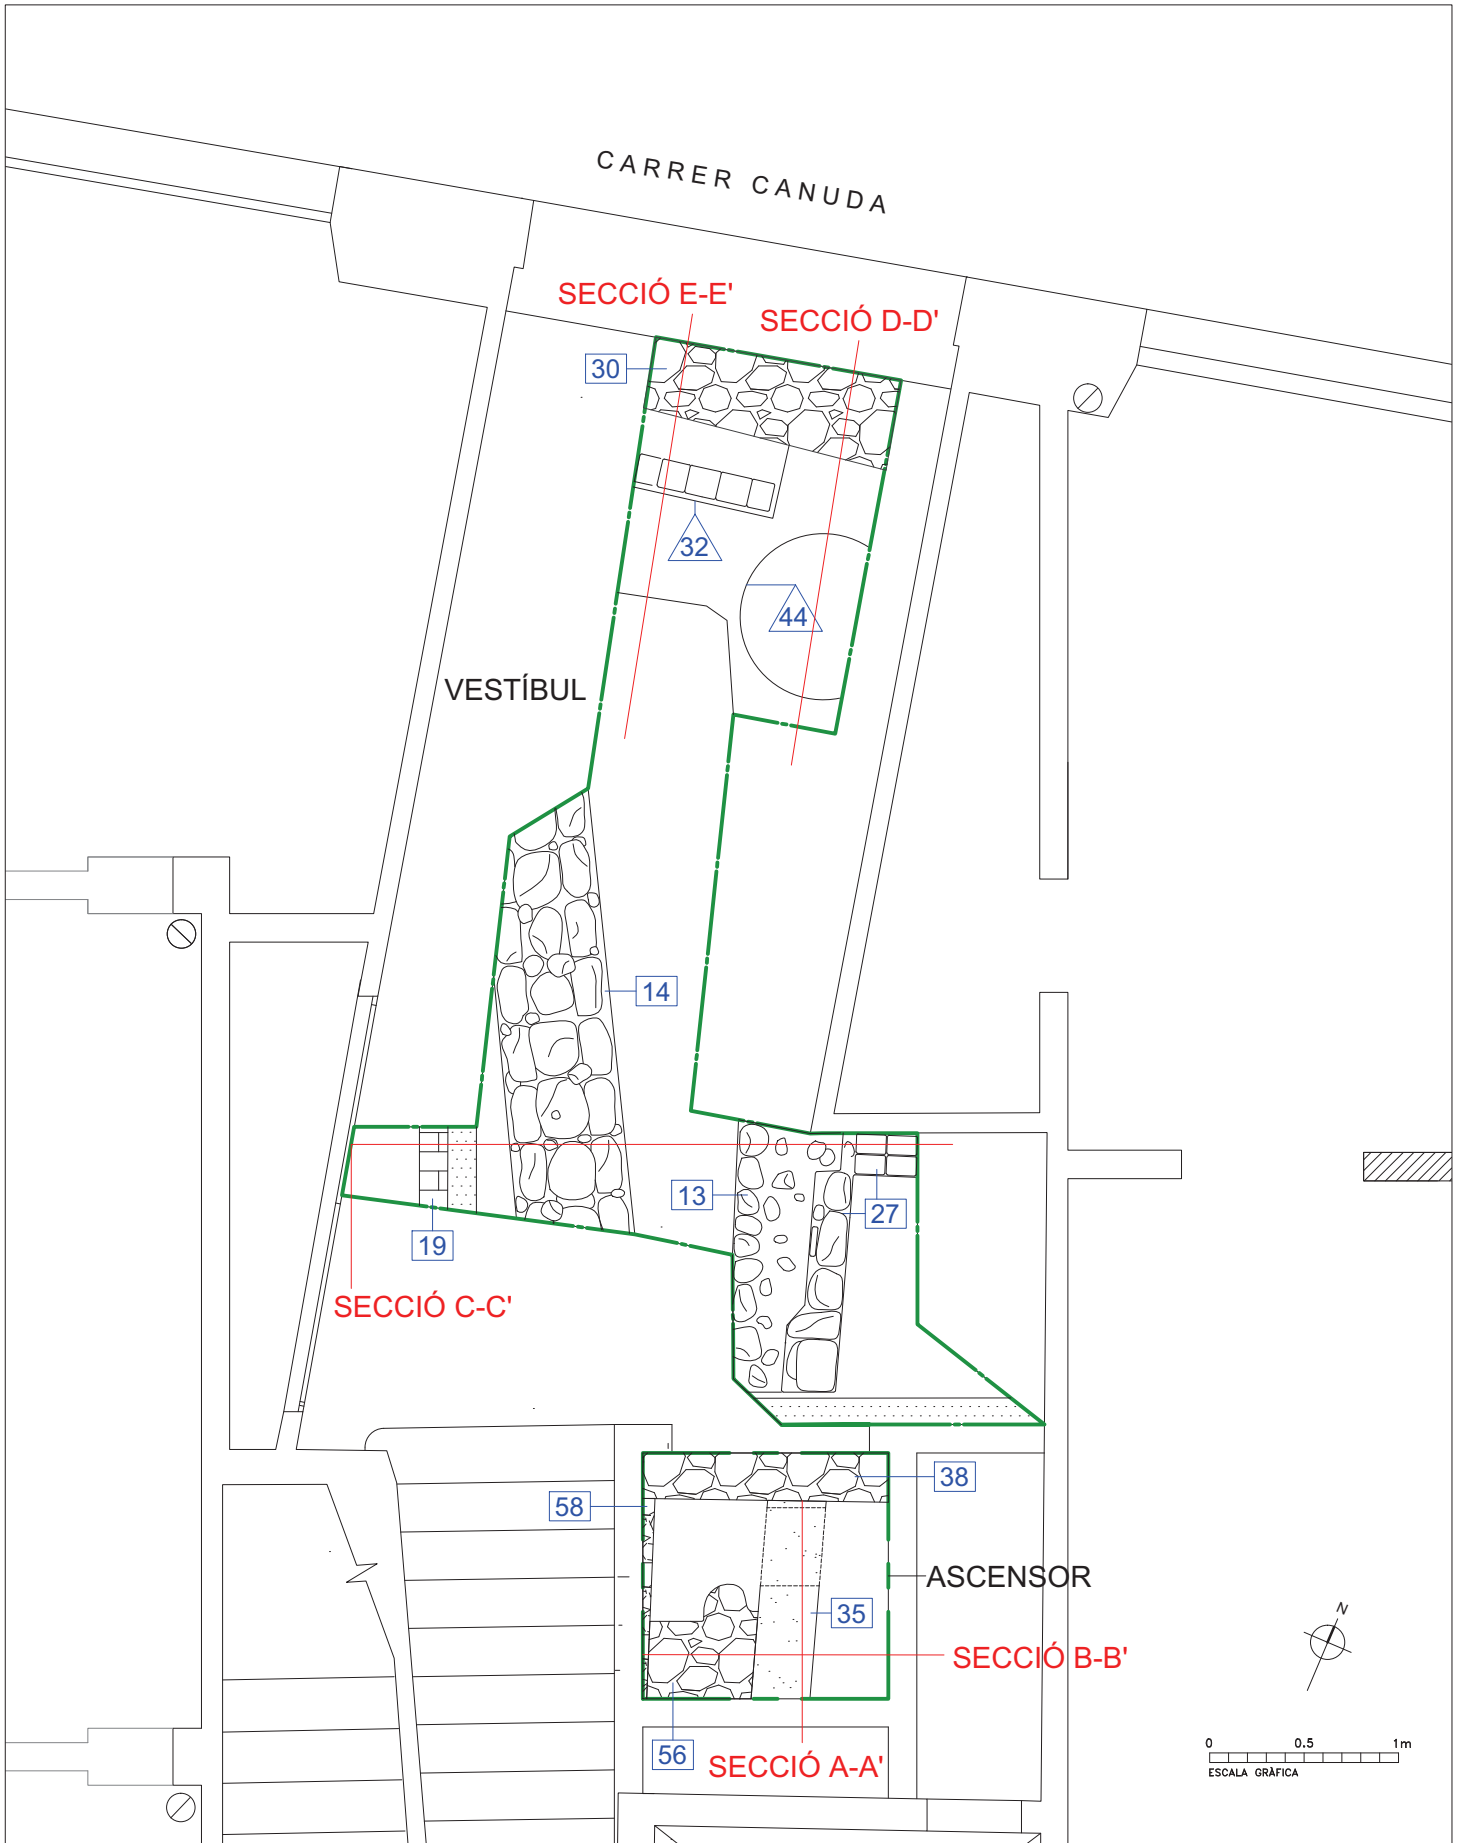 CARRER CANUDA
SECCIÓ E-E'
SECCIÓ D-D'
30
32
44
VESTÍBUL
14
13
27
19
SECCIÓ C-C'
38
58
ASCENSOR
35
N
SECCIÓ B-B'
56
SECCIÓ A-A'
0 0.5 1m
ESCALA GRÀFICA